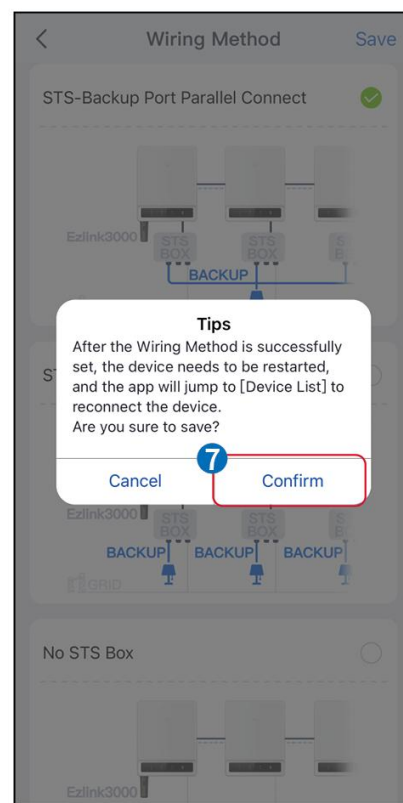 Wiring Method
Save
STS-Backup Port Parallel Connect
Ezlink3000
STS
BOX
STS
BOX
BACKUP
Tips
After the Wiring Method is successfully
set, the device needs to be restarted,
and the app will jump to [Device List] to
reconnect the device.
Are you sure to save?
7
Cancel
Confirm
Ezlink3000
STS
BOX
STS
BOX
BACKUP
BACKUP
BACKUP
GRID
No STS Box
Ezlink3000